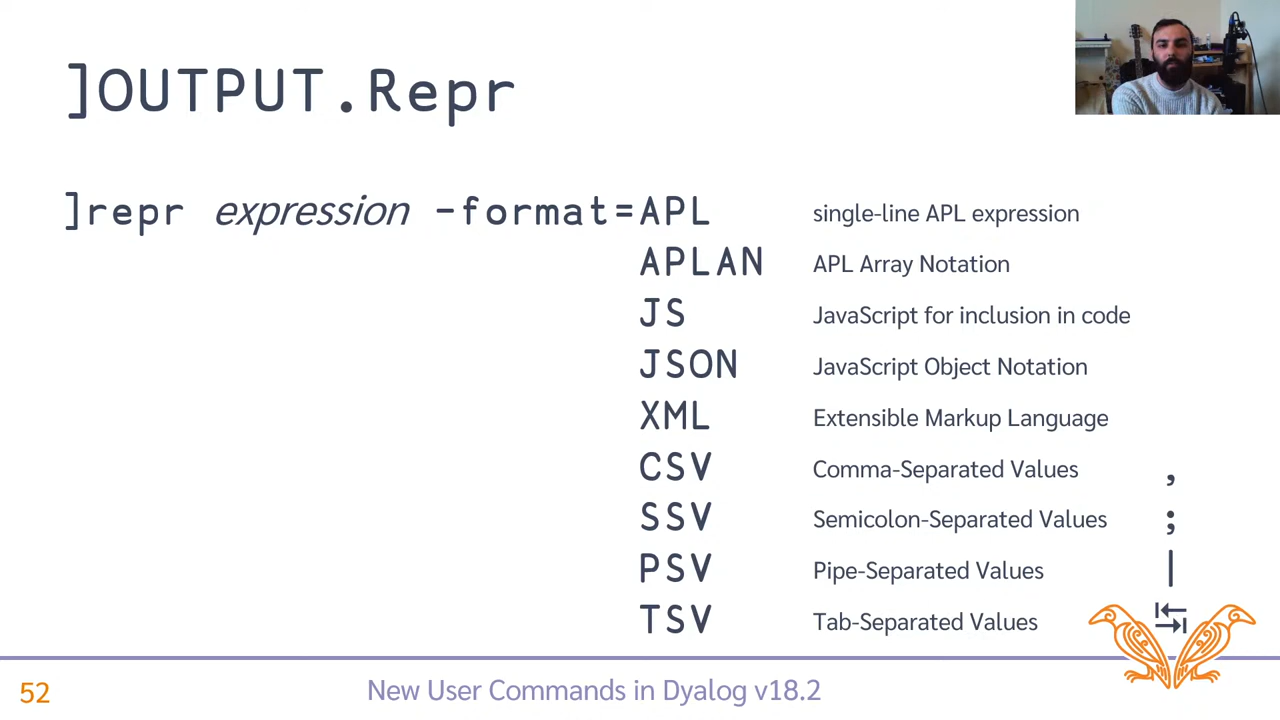 ]OUTPUT.Repr
]repr expression -format=APL single-line APL expression
APLAN APL Array Notation
JS JavaScript for inclusion in code
JSON JavaScript Object Notation
XML Extensible Markup Language
CSV Comma-Separated Values ,
SSV Semicolon-Separated Values ;
PSV Pipe-Separated Values |
TSV Tab-Separated Values ↹
52 New User Commands in Dyalog v18.2